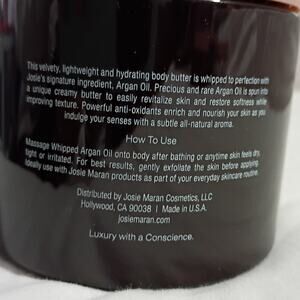 This velvety, lightweight and hydrating body butter is whipped to perfection with
Josie's signature ingredient, Argan Oil. Precious and rare Argan Oil is spun into
a unique creamy butter to easily revitalize skin and restore softness while
improving texture. Powerful anti-oxidants enrich and nourish your skin as you
indulge your senses with a subtle all-natural aroma.
How To Use
Massage Whipped Argan Oil onto body after bathing or anytime skin feels dry,
tight or irritated. For best results, gently exfoliate the skin before applying.
Ideally use with Josie Maran products as part of your everyday skincare routine.
Distributed by Josie Maran Cosmetics, LLC
Hollywood, CA 90038 | Made in U.S.A.
josiemaran.com
Luxury with a Conscience.